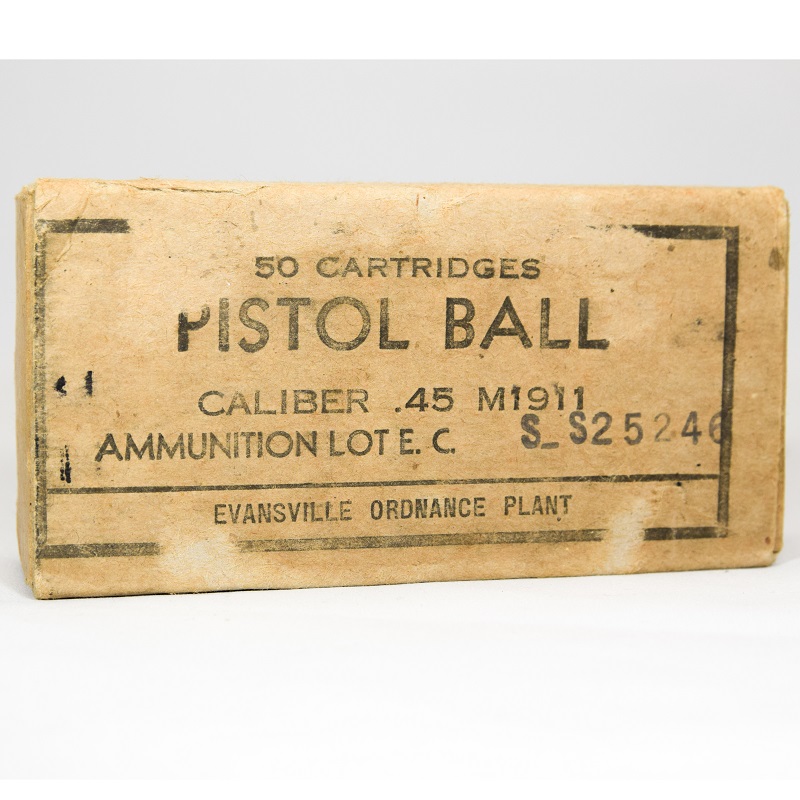 50 CARTRIDGES
PISTOL BALL
CALIBER .45 M1911
AMMUNITION LOT E. C. S_S25246
EVANSVILLE ORDNANCE PLANT